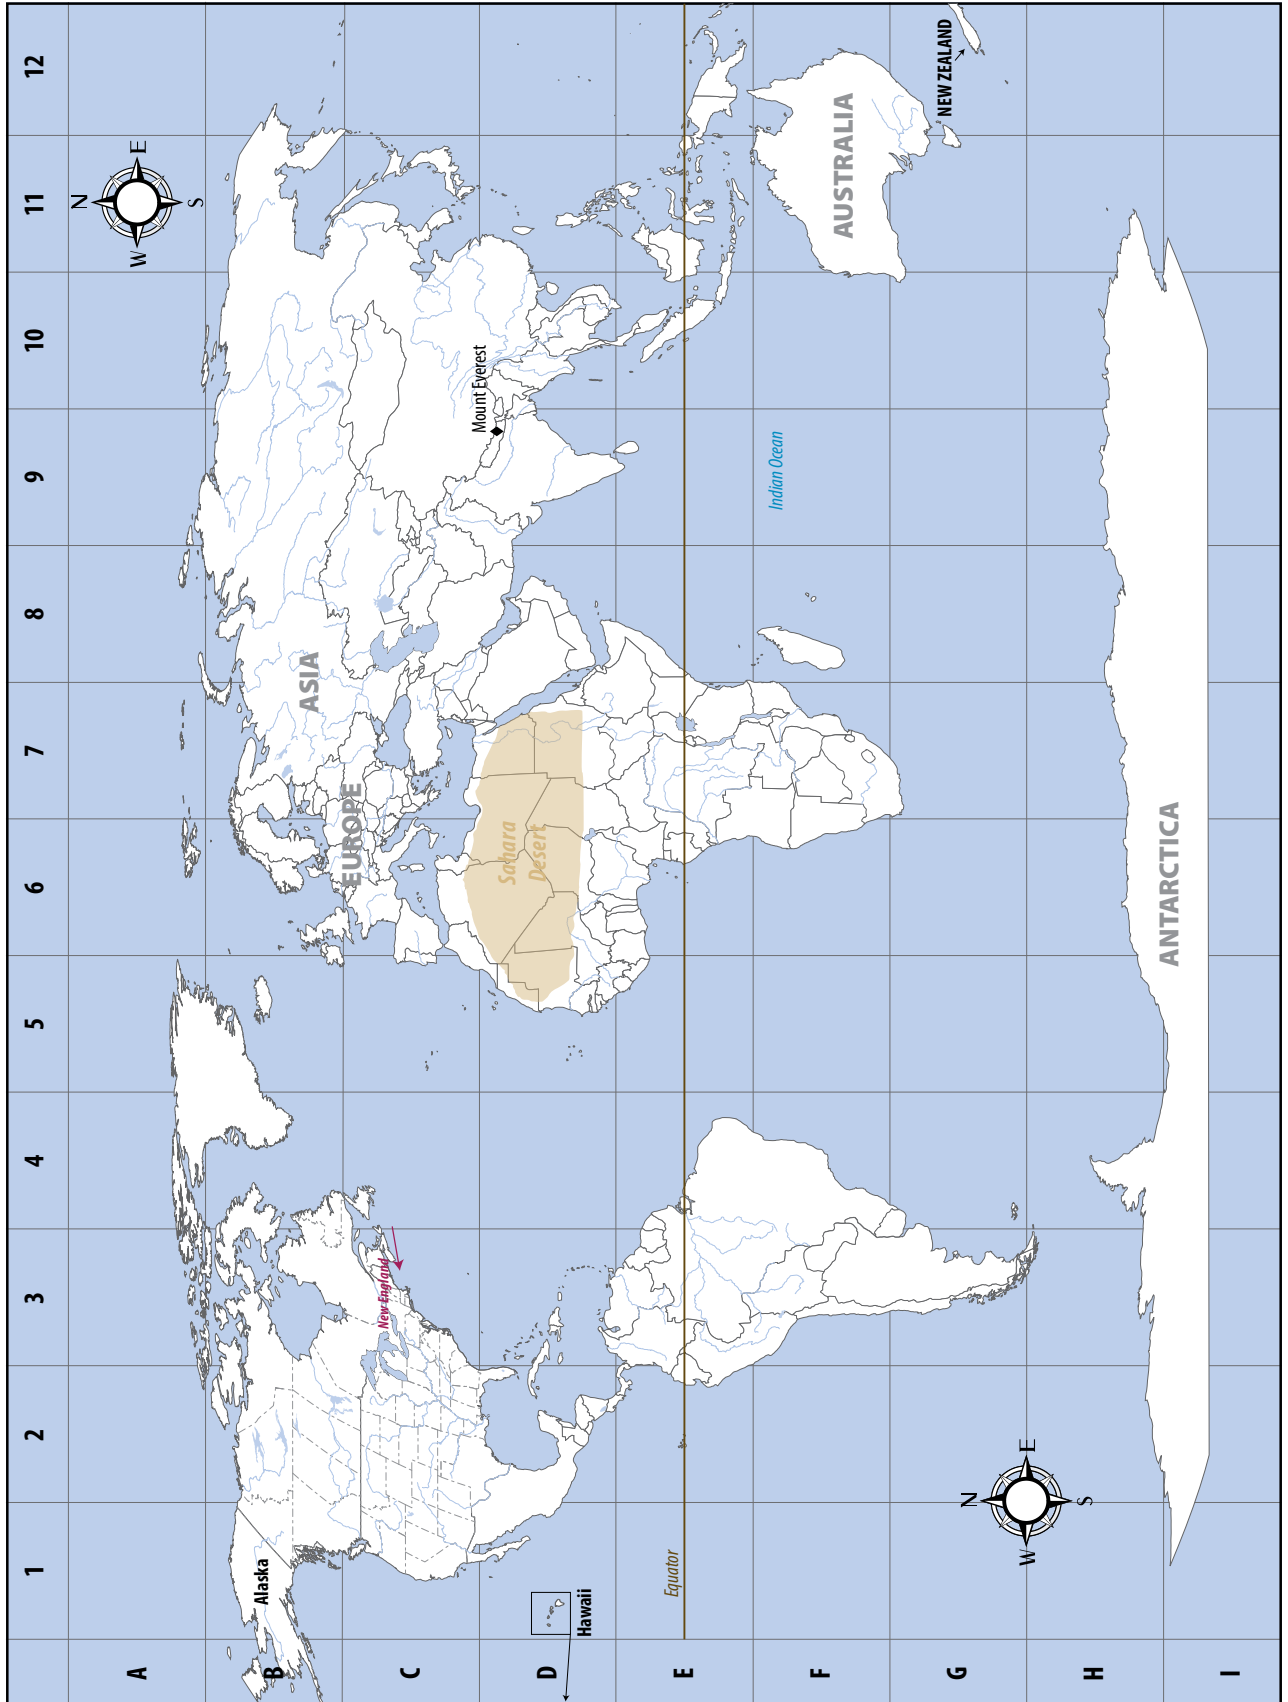 N
W E
S
A
B
C
D
E
F
G
H
I
1 2 3 4 5 6 7 8 9 10 11 12
Alaska
Hawaii
New England
Equator
EUROPE
ASIA
Sahara
Desert
Mount Everest
Indian Ocean
AUSTRALIA
NEW ZEALAND
ANTARCTICA
N
W E
S